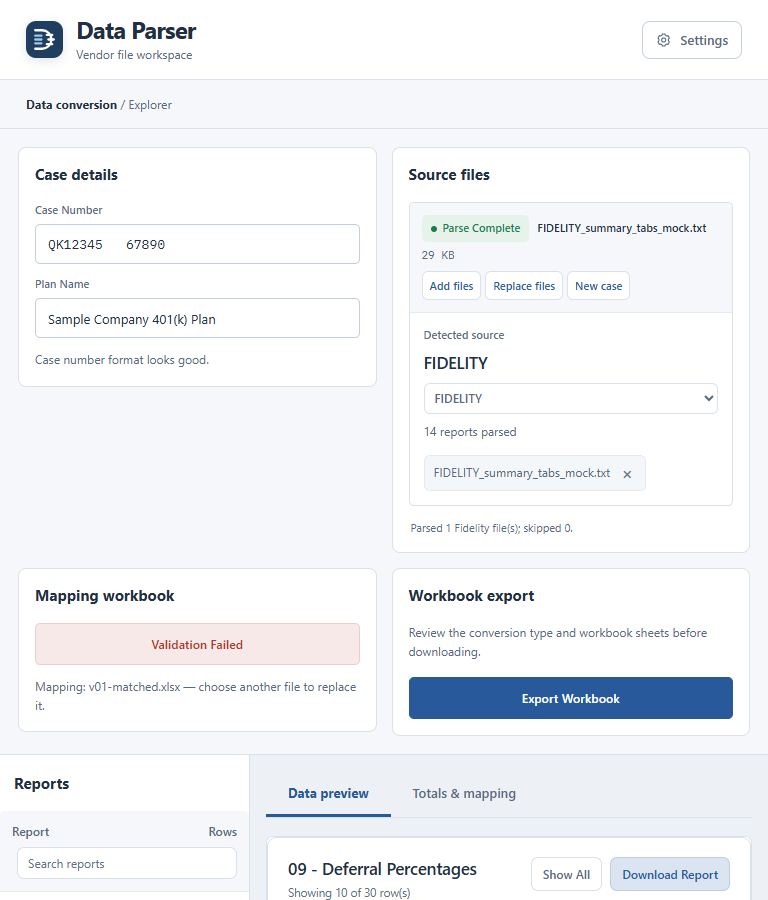 Data Parser
Vendor file workspace
Settings
Data conversion / Explorer
Case details
Case Number
QK12345   67890
Plan Name
Sample Company 401(k) Plan
Case number format looks good.
Source files
Parse Complete
FIDELITY_summary_tabs_mock.txt
29 KB
Add files
Replace files
New case
Detected source
FIDELITY
FIDELITY
14 reports parsed
FIDELITY_summary_tabs_mock.txt ×
Parsed 1 Fidelity file(s); skipped 0.
Mapping workbook
Validation Failed
Mapping: v01-matched.xlsx — choose another file to replace
it.
Workbook export
Review the conversion type and workbook sheets before
downloading.
Export Workbook
Reports
Report
Rows
Search reports
Data preview
Totals & mapping
09 - Deferral Percentages
Showing 10 of 30 row(s)
Show All
Download Report